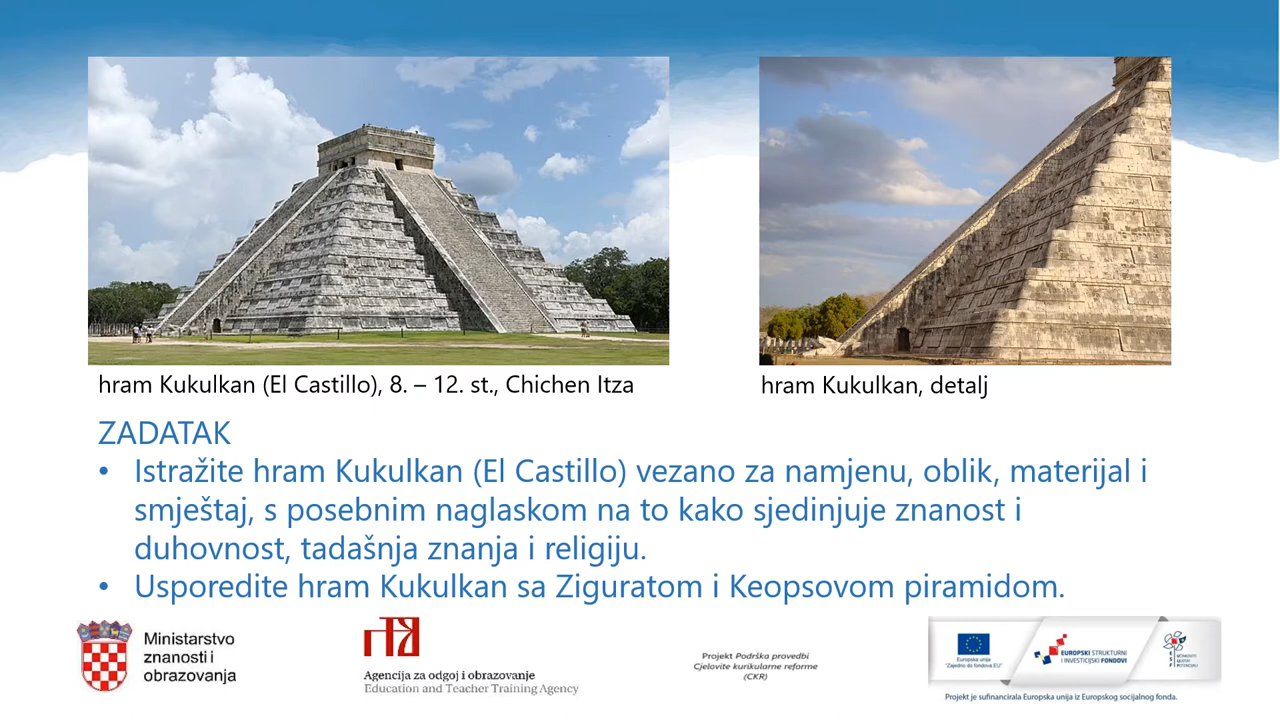 hram Kukulkan (El Castillo), 8. – 12. st., Chichen Itza
hram Kukulkan, detalj
ZADATAK
• Istražite hram Kukulkan (El Castillo) vezano za namjenu, oblik, materijal i
smještaj, s posebnim naglaskom na to kako sjedinjuje znanost i
duhovnost, tadašnja znanja i religiju.
• Usporedite hram Kukulkan sa Ziguratom i Keopsovom piramidom.
Ministarstvo
znanosti i
obrazovanja
Agencija za odgoj i obrazovanje
Education and Teacher Training Agency
Projekt Podrška provedbi
Cjelovite kurikularne reforme
(CKR)
Europska unija
"Zajedno do fondova EU"
EUROPSKI STRUKTURNI
I INVESTICIJSKI FONDOVI
Projekt je sufinancirala Europska unija iz Europskog socijalnog fonda.